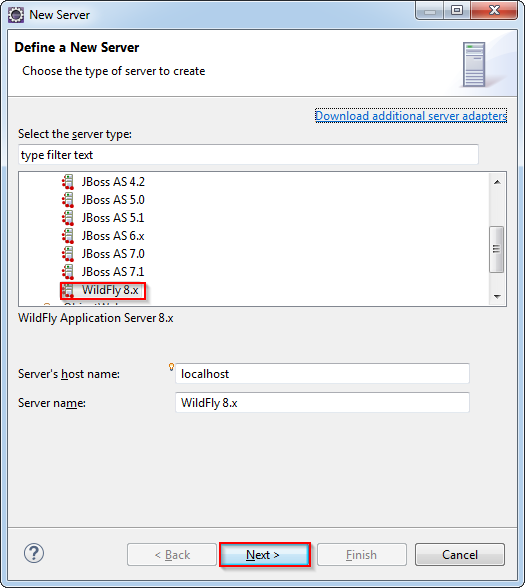 New Server
Define a New Server
Choose the type of server to create
Download additional server adapters
Select the server type:
type filter text
JBoss AS 4.2
JBoss AS 5.0
JBoss AS 5.1
JBoss AS 6.x
JBoss AS 7.0
JBoss AS 7.1
WildFly 8.x
WildFly Application Server 8.x
Server's host name: localhost
Server name: WildFly 8.x
? < Back Next > Finish Cancel